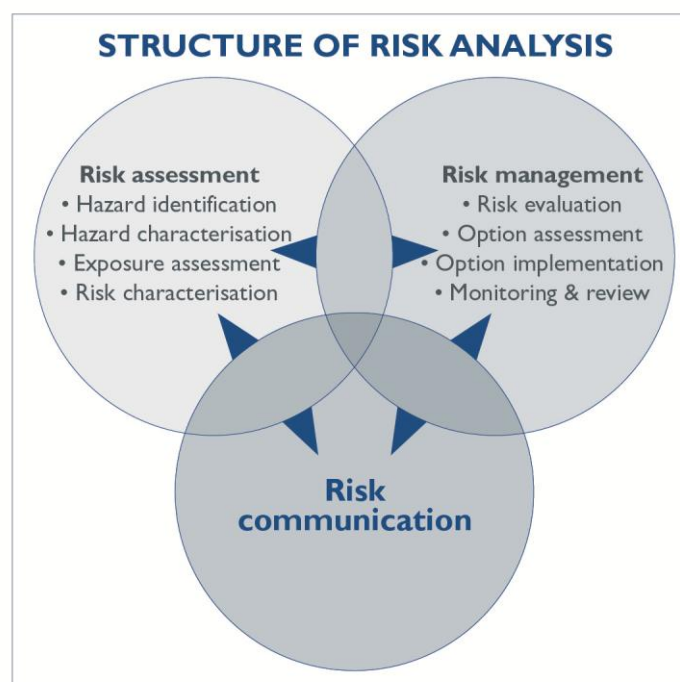 STRUCTURE OF RISK ANALYSIS
Risk assessment
• Hazard identification
• Hazard characterisation
• Exposure assessment
• Risk characterisation
Risk management
• Risk evaluation
• Option assessment
• Option implementation
• Monitoring & review
Risk
communication